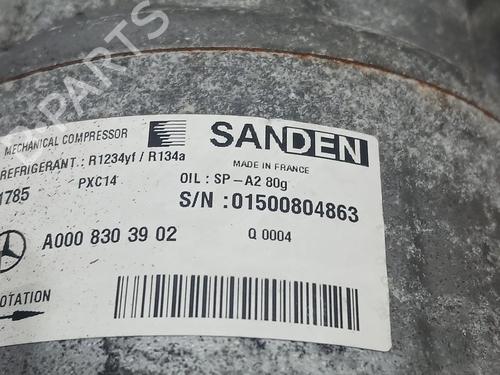 B-PARTS
MECHANICAL COMPRESSOR
SANDEN
REFRIGERANT : R1234yf / R134a
MADE IN FRANCE
1785 PXC14
OIL : SP-A2 80g
S/N : 01500804863
A000 830 39 02
Q 0004
OTATION